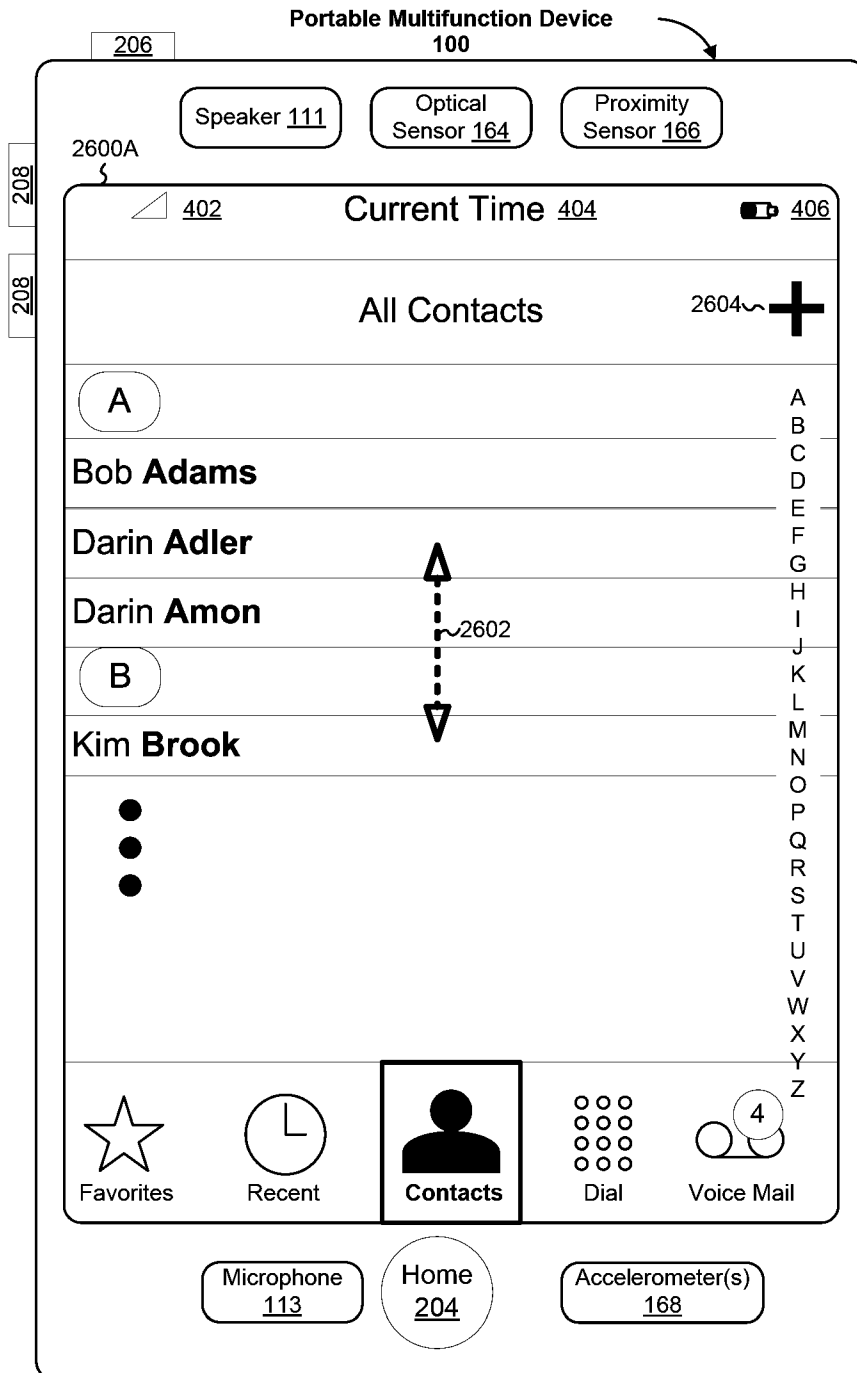 Portable Multifunction Device
100
206
Speaker 111
Optical
Sensor 164
Proximity
Sensor 166
2600A
208
208
402
Current Time 404
406
All Contacts
2604
A
Bob Adams
Darin Adler
Darin Amon
2602
B
Kim Brook
A
B
C
D
E
F
G
H
I
J
K
L
M
N
O
P
Q
R
S
T
U
V
W
X
Y
Z
4
Favorites
Recent
Contacts
Dial
Voice Mail
Microphone
113
Home
204
Accelerometer(s)
168